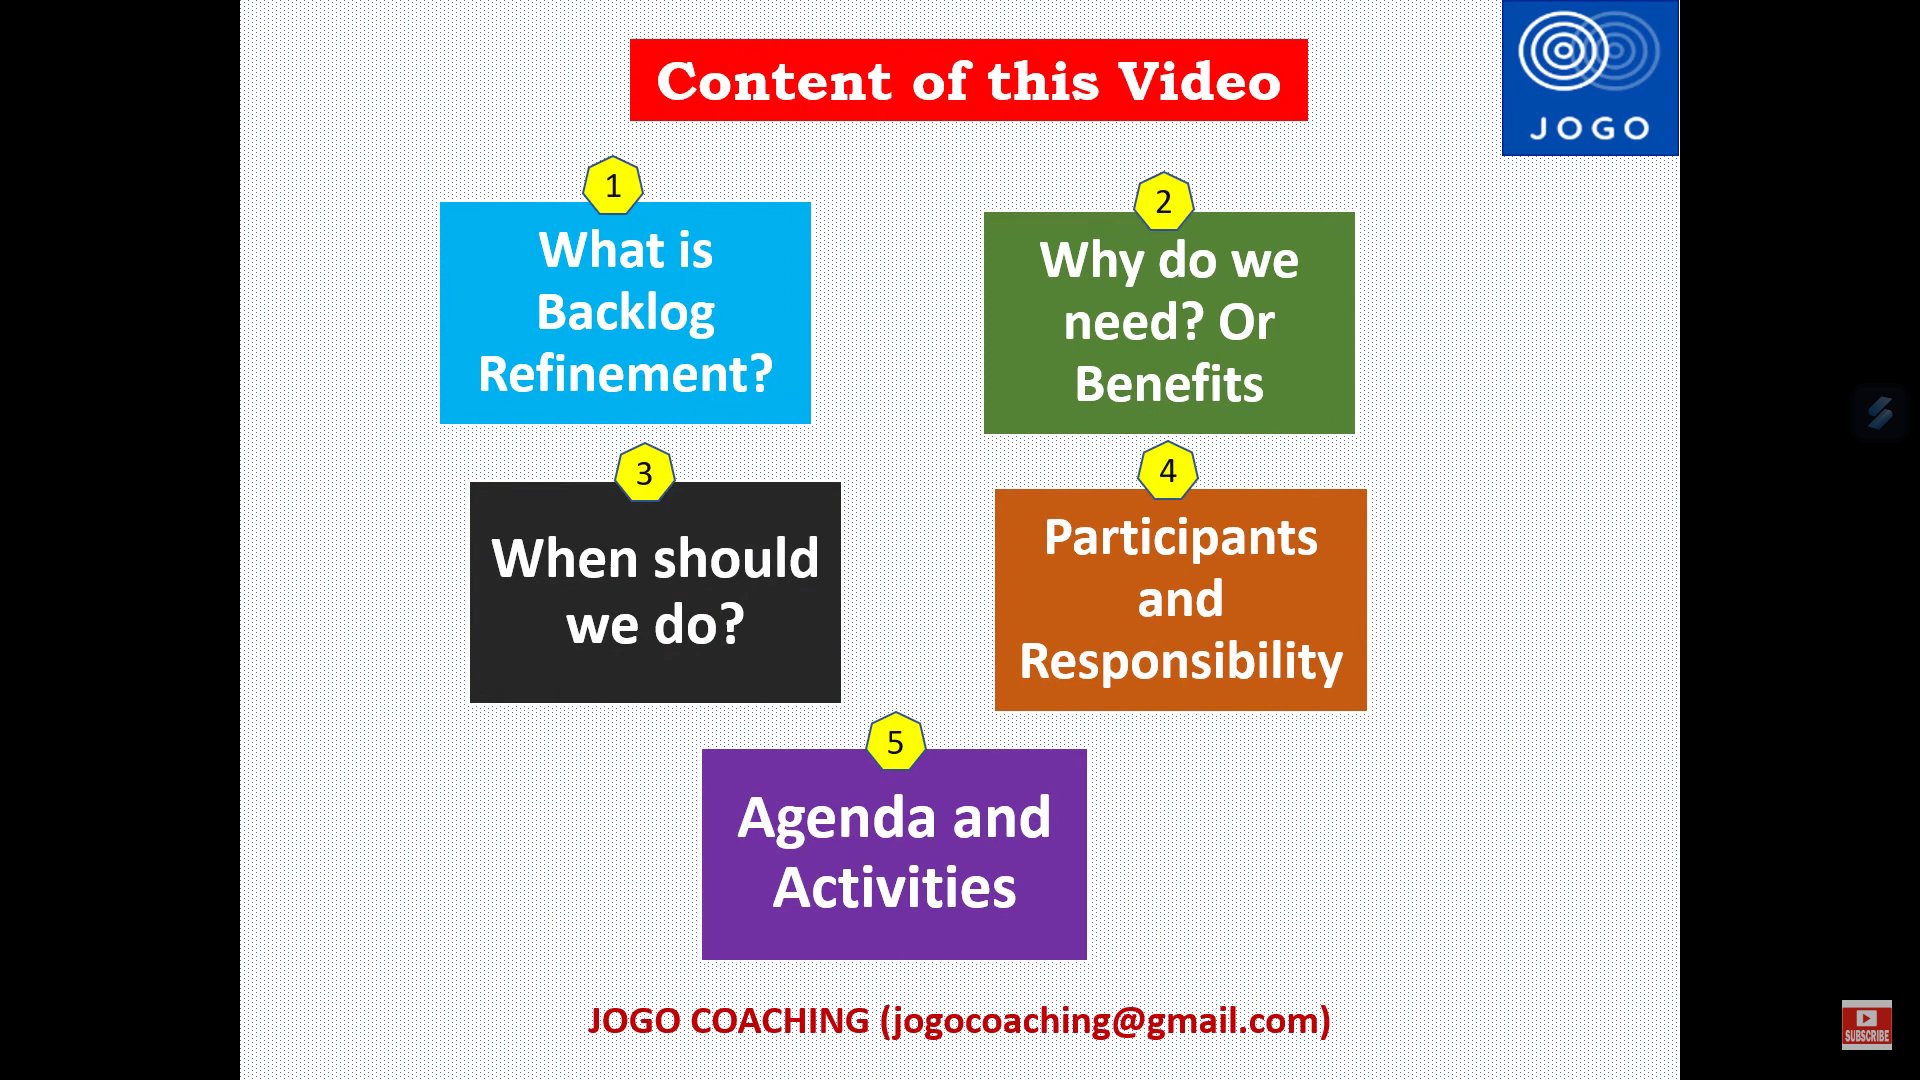 Content of this Video
JOGO
1
What is
Backlog
Refinement?
2
Why do we
need? Or
Benefits
3
When should
we do?
4
Participants
and
Responsibility
5
Agenda and
Activities
JOGO COACHING (jogocoaching@gmail.com)
SUBSCRIBE